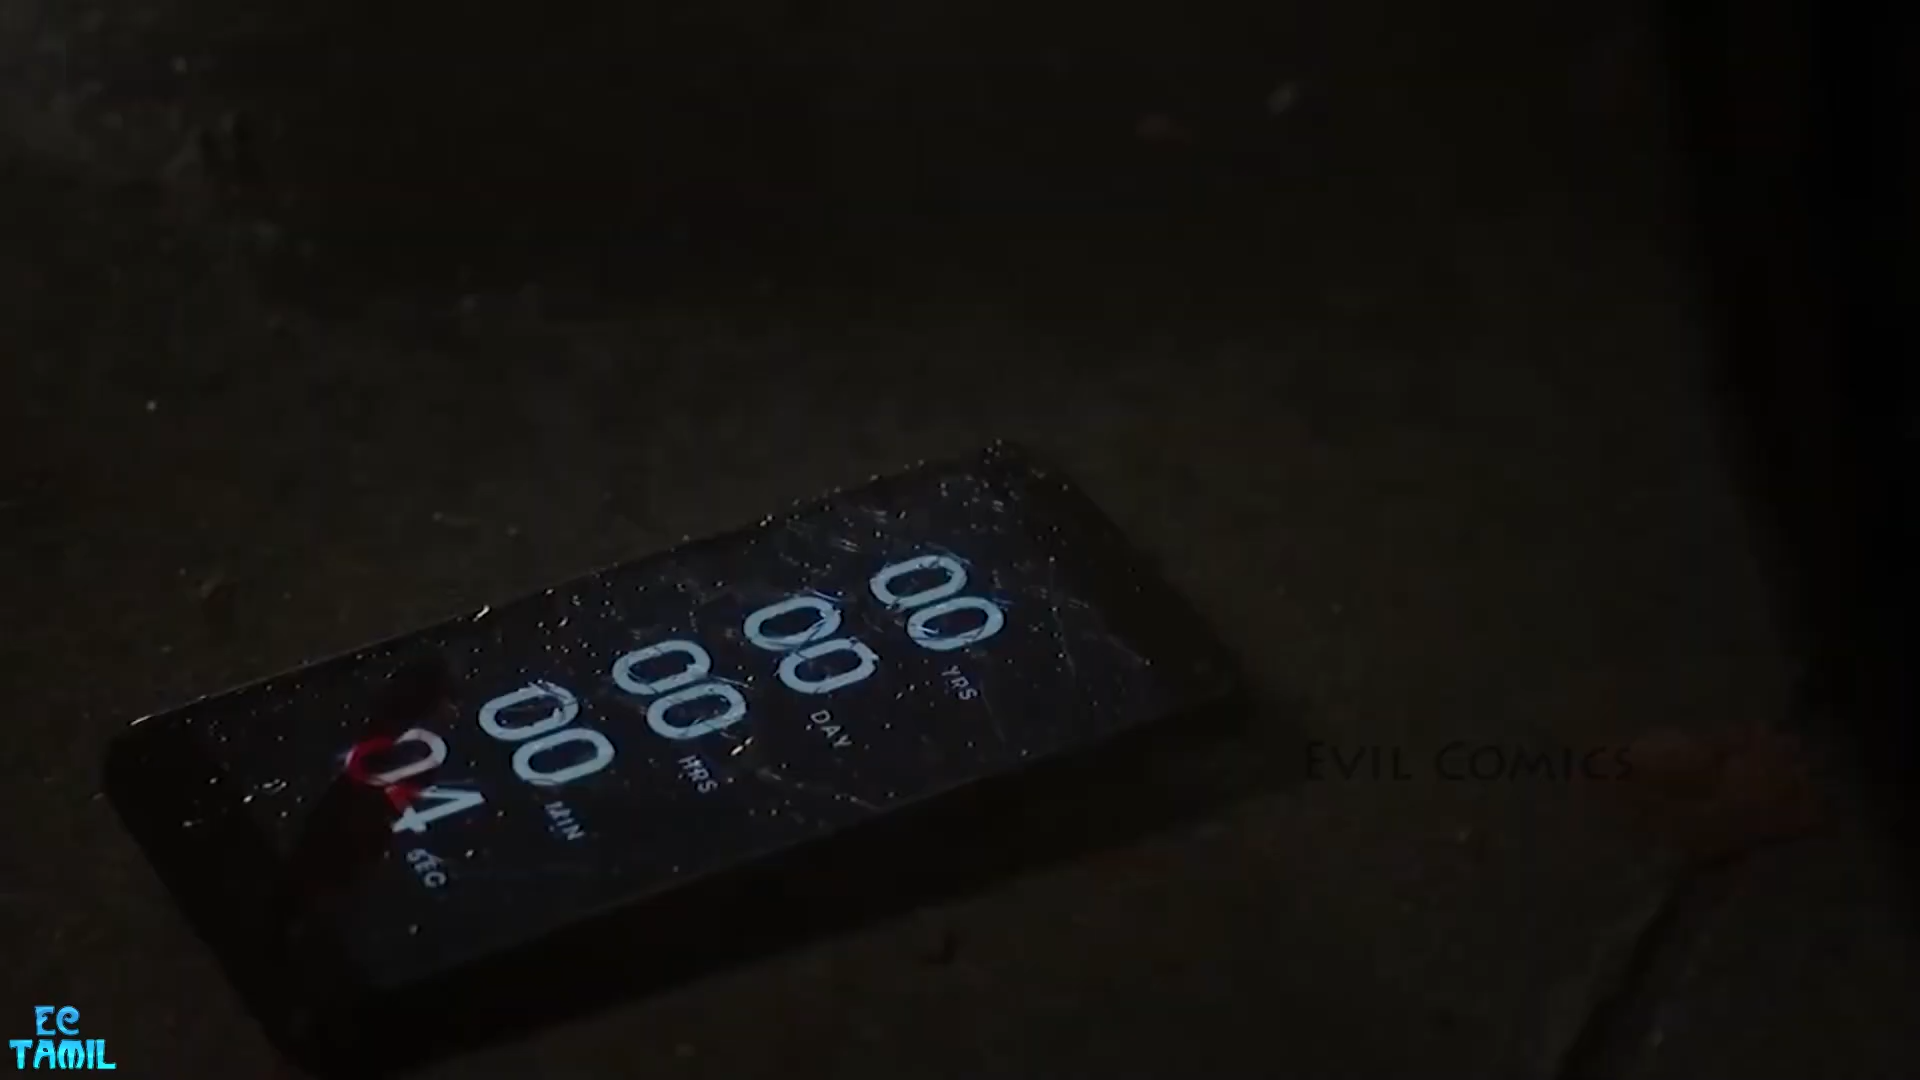 00 YRS
00 DAY
00 HRS
00 MIN
04 SEC
EVIL COMICS
EC
TAMIL